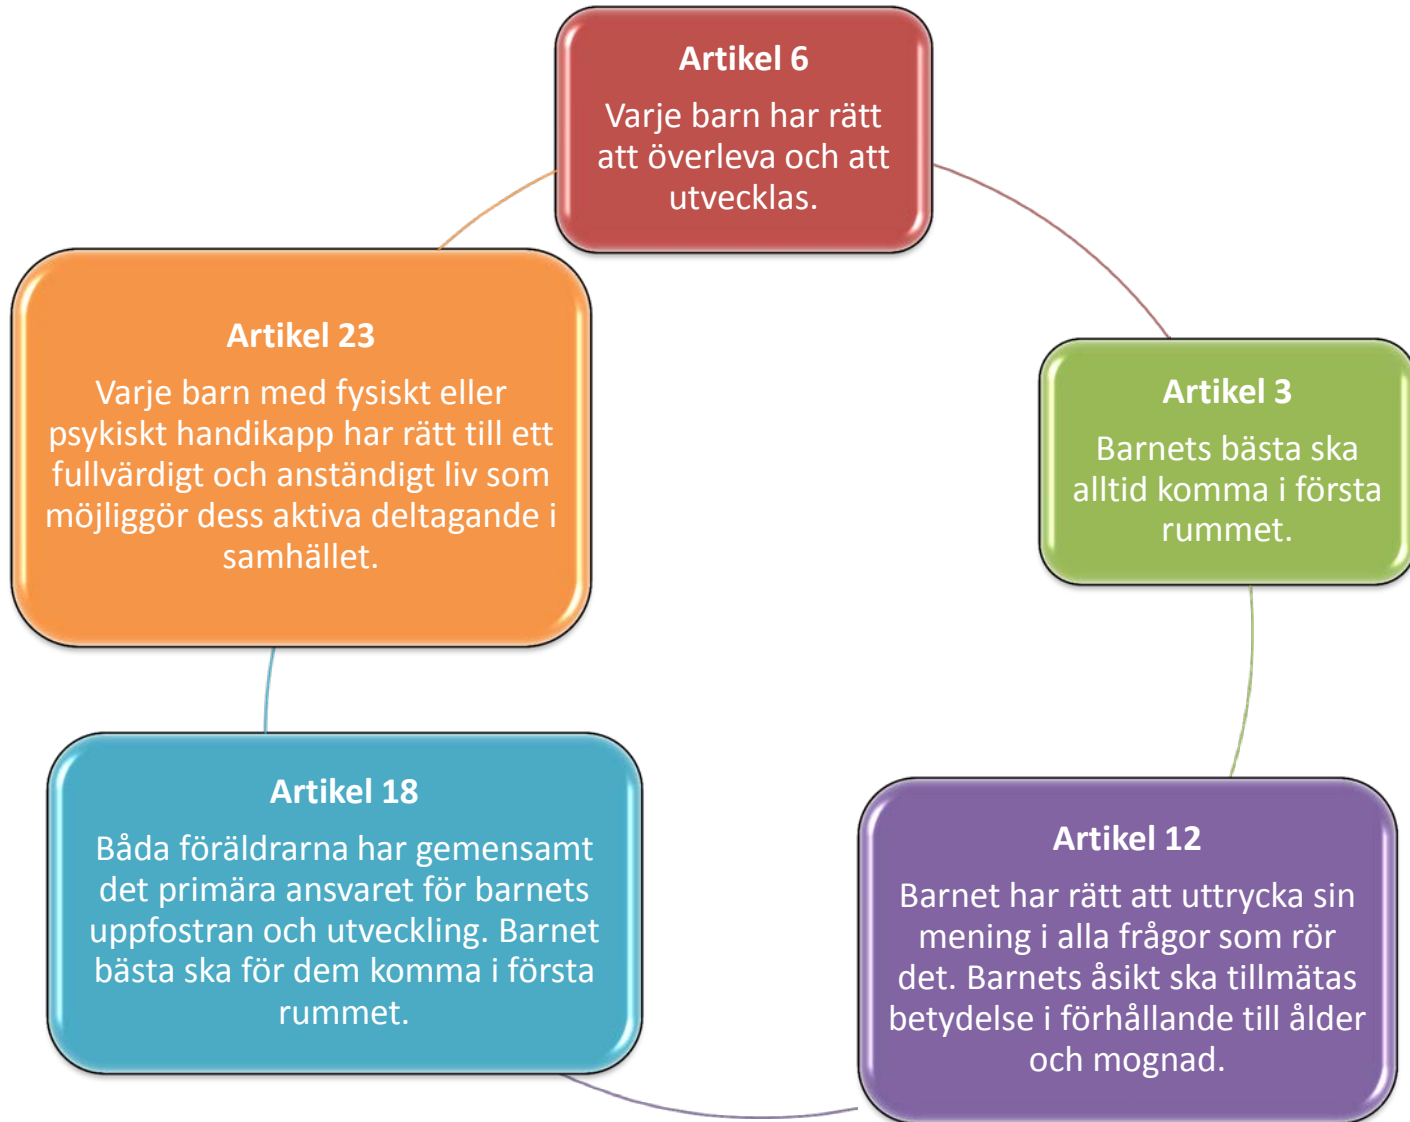 Artikel 6
Varje barn har rätt
att överleva och att
utvecklas.
Artikel 3
Barnets bästa ska
alltid komma i första
rummet.
Artikel 12
Barnet har rätt att uttrycka sin
mening i alla frågor som rör
det. Barnets åsikt ska tillmätas
betydelse i förhållande till ålder
och mognad.
Artikel 18
Båda föräldrarna har gemensamt
det primära ansvaret för barnets
uppfostran och utveckling. Barnet
bästa ska för dem komma i första
rummet.
Artikel 23
Varje barn med fysiskt eller
psykiskt handikapp har rätt till ett
fullvärdigt och anständigt liv som
möjliggör dess aktiva deltagande i
samhället.